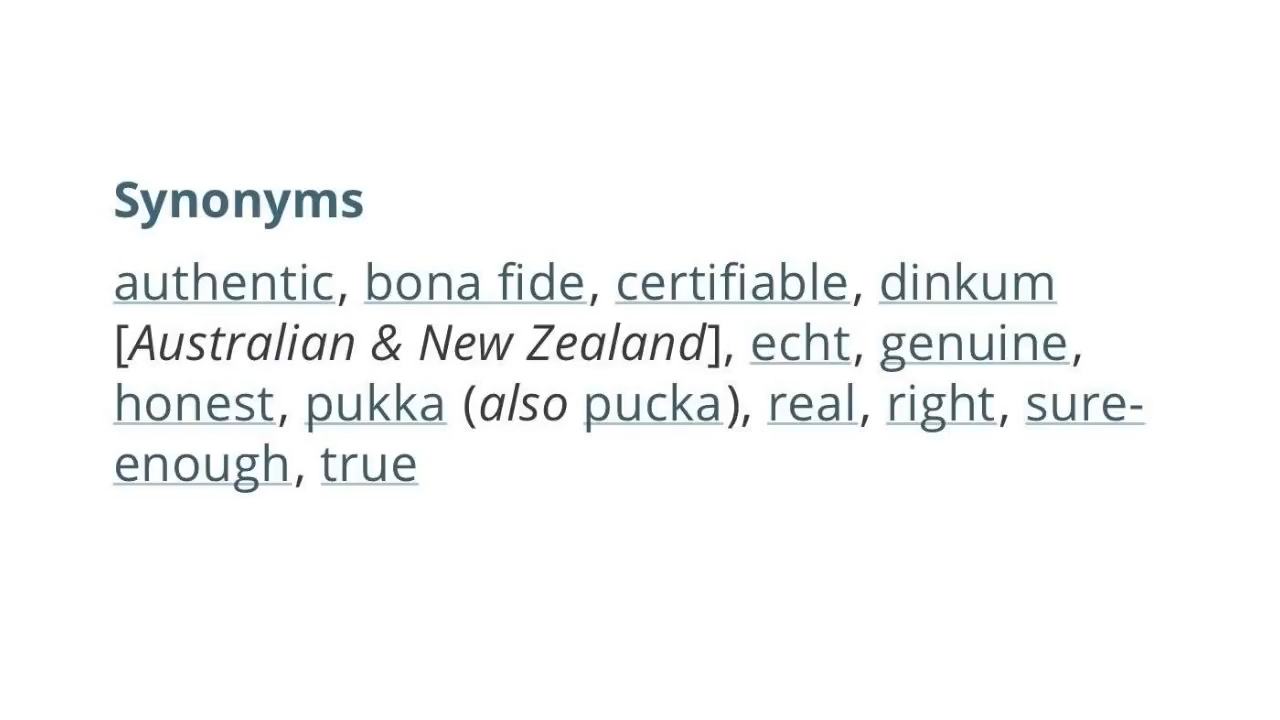 Synonyms
authentic, bona fide, certifiable, dinkum
[Australian & New Zealand], echt, genuine,
honest, pukka (also pucka), real, right, sure-
enough, true